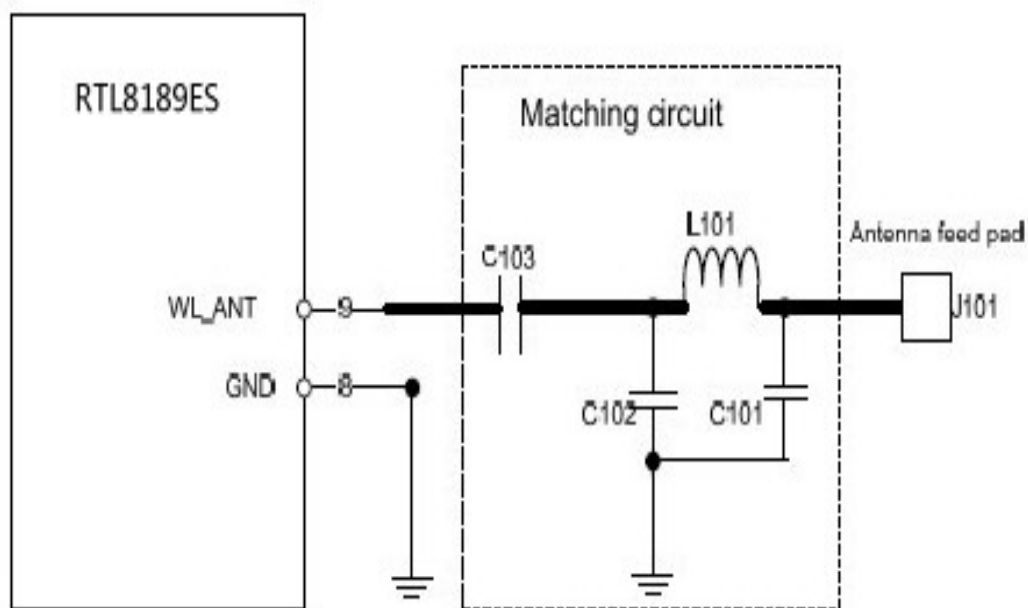 RTL8189ES
Matching circuit
L101
Antenna feed pad
C103
WL_ANT
9
J101
GND
8
C102
C101